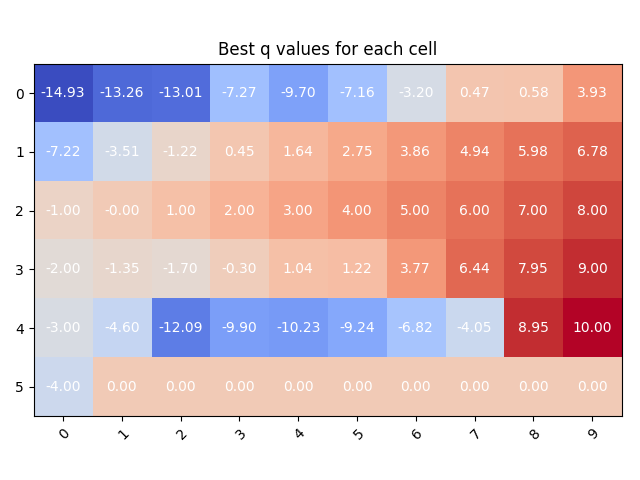 Best q values for each cell
0 -14.93 -13.26 -13.01 -7.27 -9.70 -7.16 -3.20 0.47 0.58 3.93
1 -7.22 -3.51 -1.22 0.45 1.64 2.75 3.86 4.94 5.98 6.78
2 -1.00 -0.00 1.00 2.00 3.00 4.00 5.00 6.00 7.00 8.00
3 -2.00 -1.35 -1.70 -0.30 1.04 1.22 3.77 6.44 7.95 9.00
4 -3.00 -4.60 -12.09 -9.90 -10.23 -9.24 -6.82 -4.05 8.95 10.00
5 -4.00 0.00 0.00 0.00 0.00 0.00 0.00 0.00 0.00 0.00
0 1 2 3 4 5 6 7 8 9